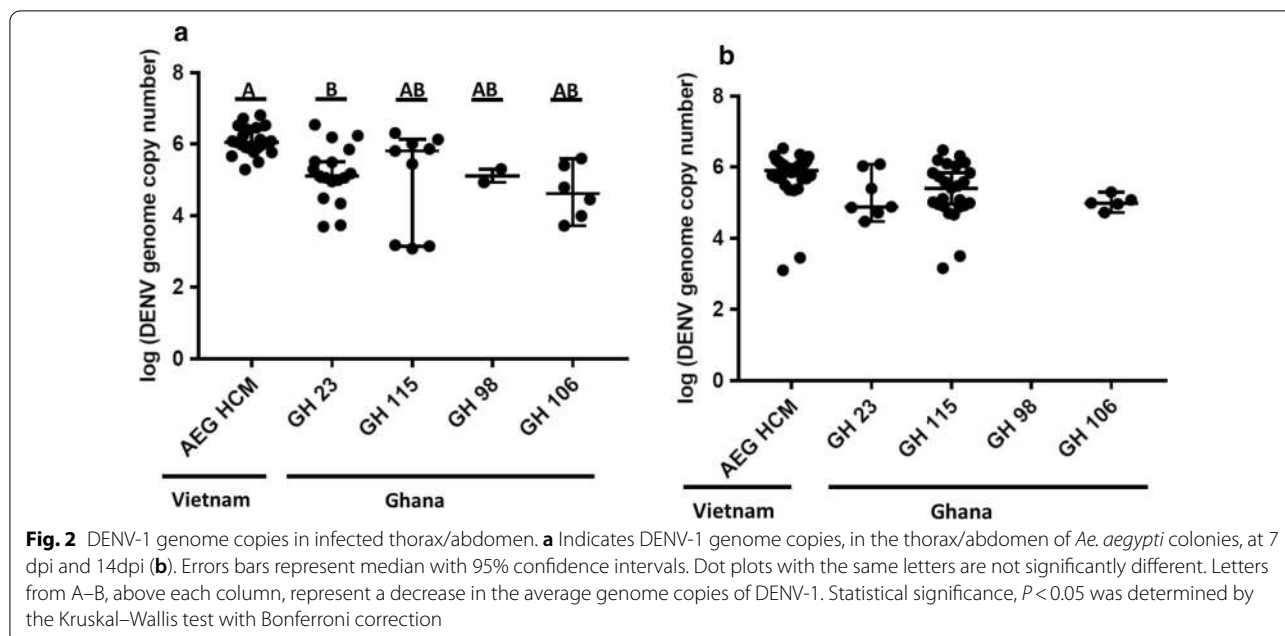 a
b
A B AB AB AB
log (DENV genome copy number)
8
6
4
2
0
AEG HCM
GH 23
GH 115
GH 98
GH 106
Vietnam
Ghana
log (DENV genome copy number)
8
6
4
2
0
AEG HCM
GH 23
GH 115
GH 98
GH 106
Vietnam
Ghana
Fig. 2 DENV-1 genome copies in infected thorax/abdomen. a Indicates DENV-1 genome copies, in the thorax/abdomen of Ae. aegypti colonies, at 7
dpi and 14dpi (b). Errors bars represent median with 95% confidence intervals. Dot plots with the same letters are not significantly different. Letters
from A–B, above each column, represent a decrease in the average genome copies of DENV-1. Statistical significance, P < 0.05 was determined by
the Kruskal–Wallis test with Bonferroni correction